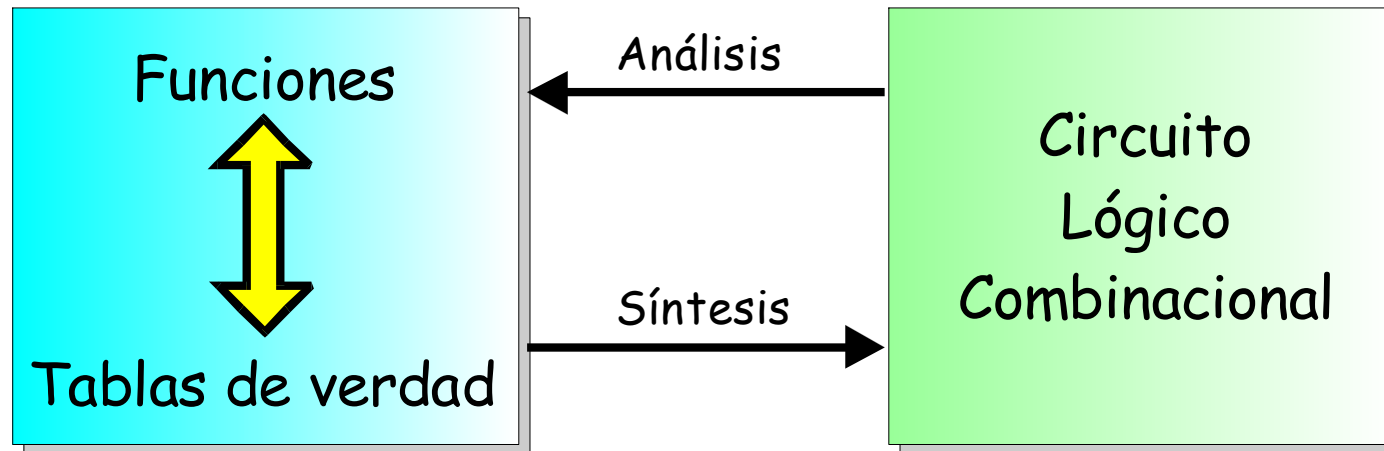 Funciones
Tablas de verdad
Análisis
Síntesis
Circuito
Lógico
Combinacional